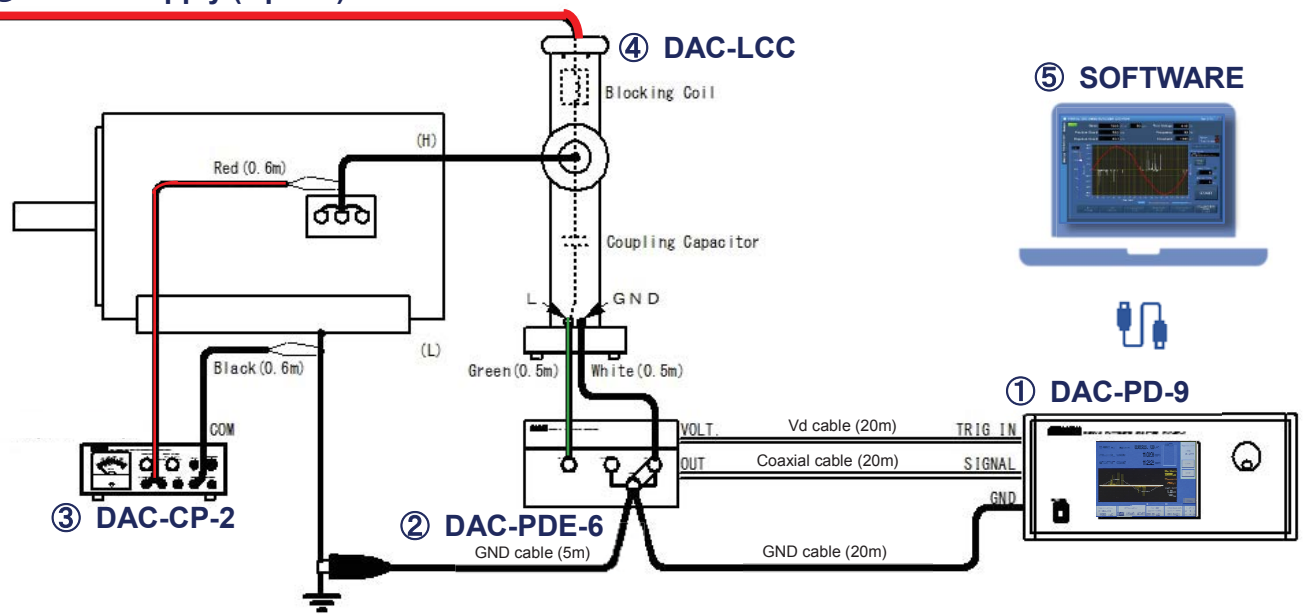 ④ DAC-LCC
⑤ SOFTWARE
Blocking Coil
(H)
Red(0.6m)
Coupling Capacitor
L
GND
(L)
Black(0.6m)
Green(0.5m)
White(0.5m)
① DAC-PD-9
COM
VOLT.
Vd cable (20m)
TRIG IN
OUT
Coaxial cable (20m)
SIGNAL
GND
③ DAC-CP-2
② DAC-PDE-6
GND cable (5m)
GND cable (20m)